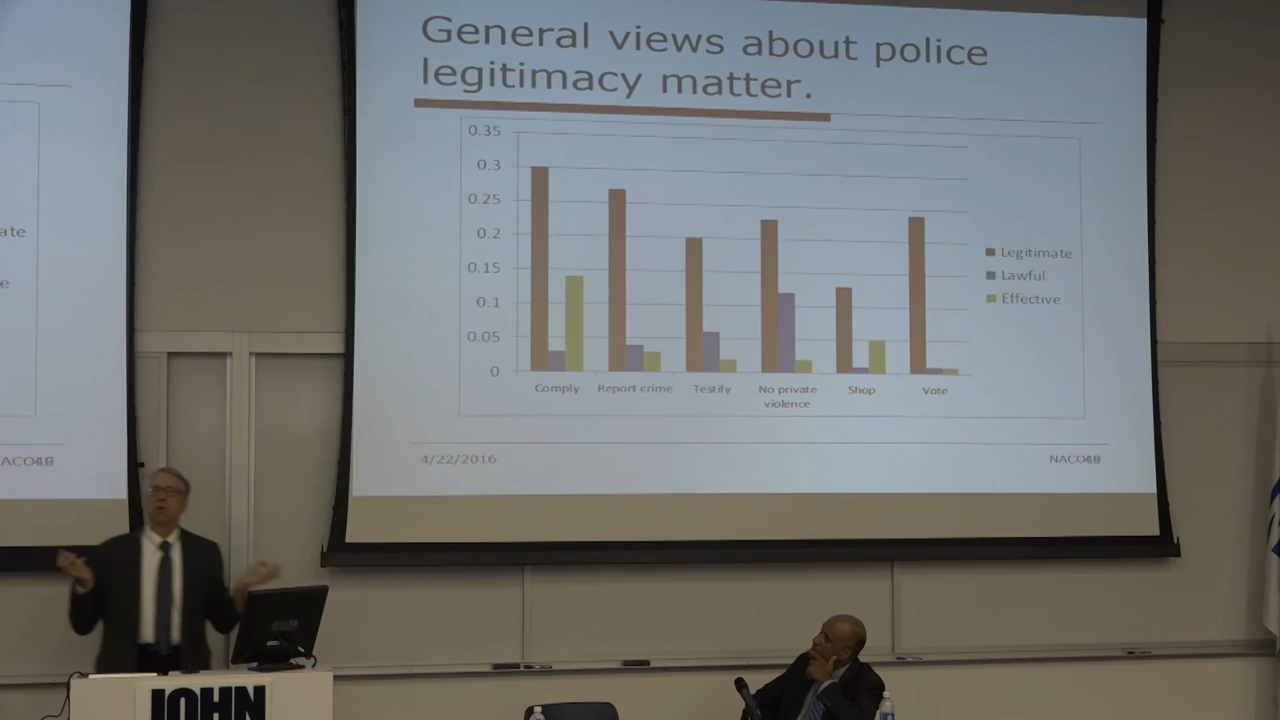 General views about police
legitimacy matter.
0.35
0.3
0.25
0.2
0.15
0.1
0.05
0
Comply
Report crime
Testify
No private
violence
Shop
Vote
Legitimate
Lawful
Effective
4/22/2016
ate
e
JOHN